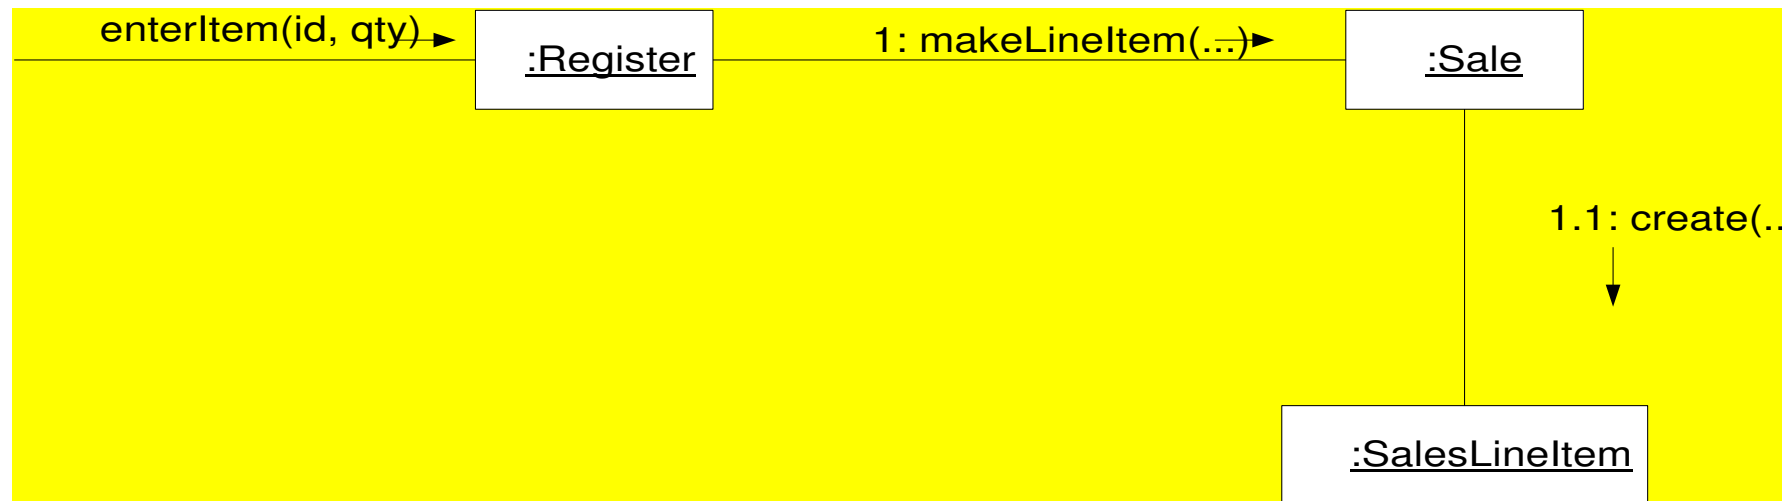 enterItem(id, qty)
:Register
1: makeLineItem(...)
:Sale
1.1: create(..
:SalesLineItem